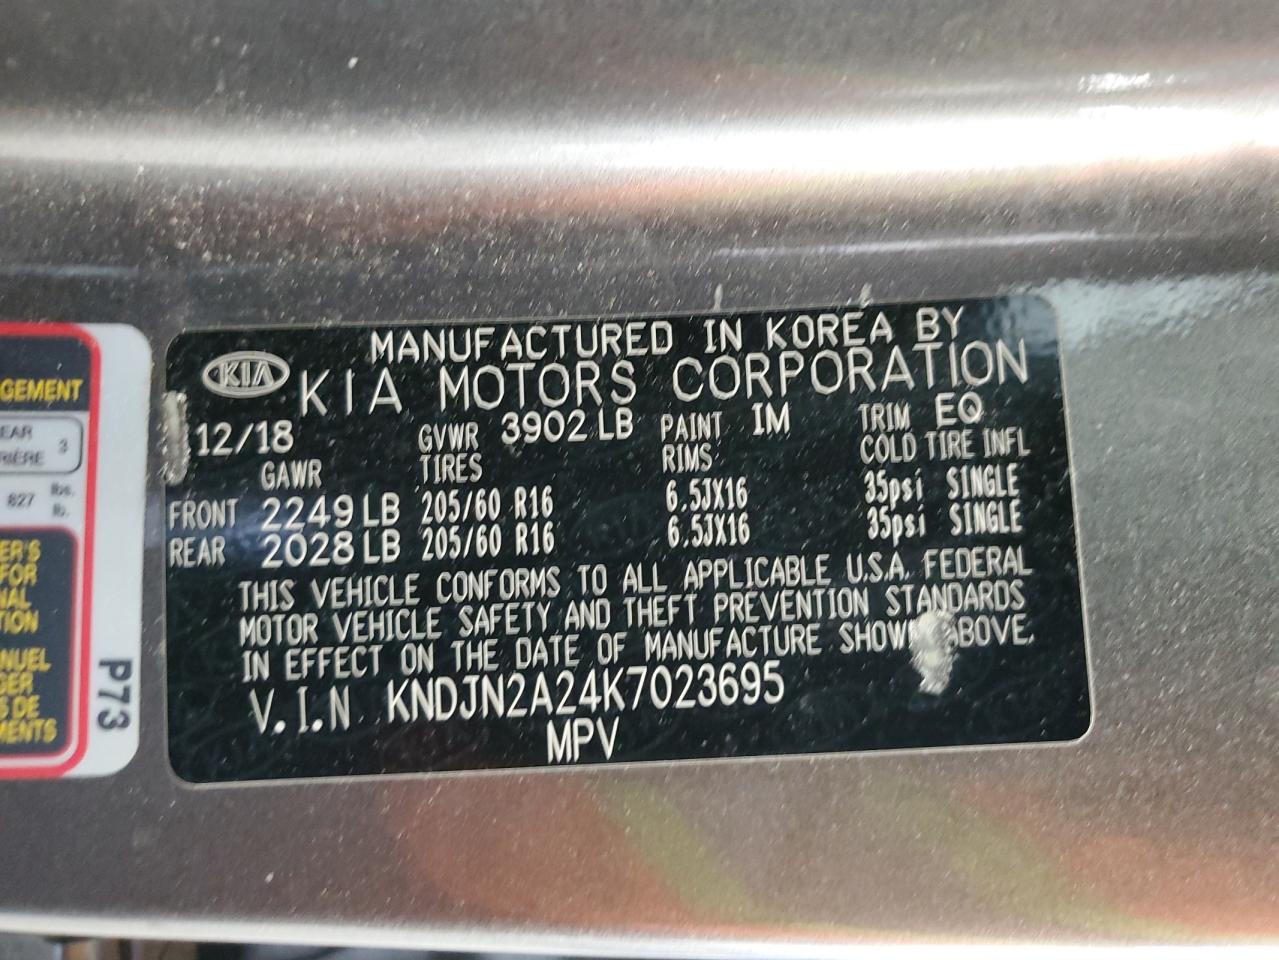 MANUFACTURED IN KOREA BY
KIA KIA MOTORS CORPORATION
12/18 GVWR 3902 LB PAINT IM TRIM EQ
GAWR TIRES RIMS COLD TIRE INFL
FRONT 2249 LB 205/60 R16 6.5JX16 35psi SINGLE
REAR 2028 LB 205/60 R16 6.5JX16 35psi SINGLE
THIS VEHICLE CONFORMS TO ALL APPLICABLE U.S.A. FEDERAL
MOTOR VEHICLE SAFETY AND THEFT PREVENTION STANDARDS
IN EFFECT ON THE DATE OF MANUFACTURE SHOWN ABOVE.
V.I.N KNDJN2A24K7023695
MPV
GEMENT
EAR 3
RIÈRE
827 lbs.
lb.
ER'S
FOR
NAL
TION
NUEL
GER
S DE
MENTS
P73